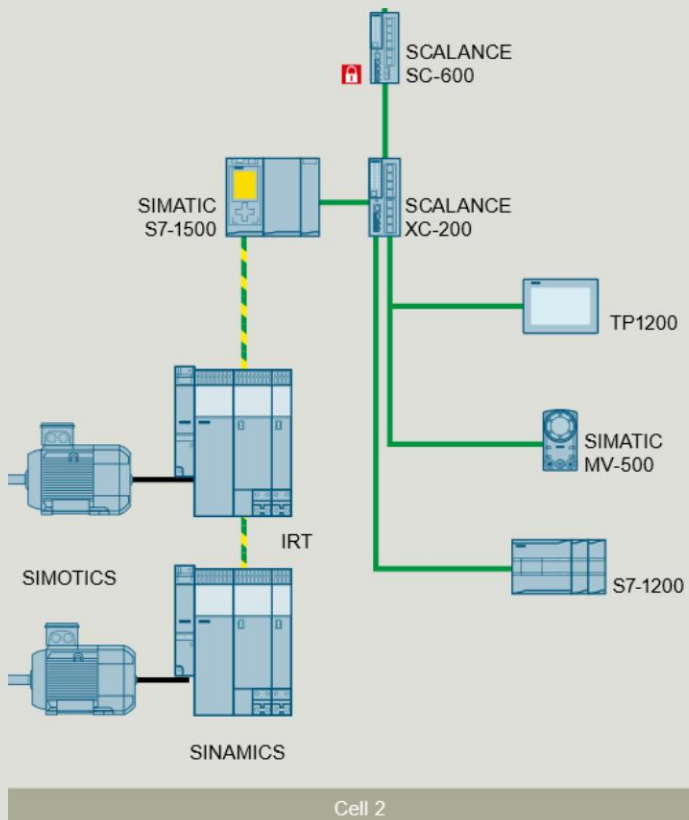 SCALANCE
SC-600
SIMATIC
S7-1500
SCALANCE
XC-200
TP1200
SIMATIC
MV-500
IRT
SIMOTICS
S7-1200
SINAMICS
Cell 2